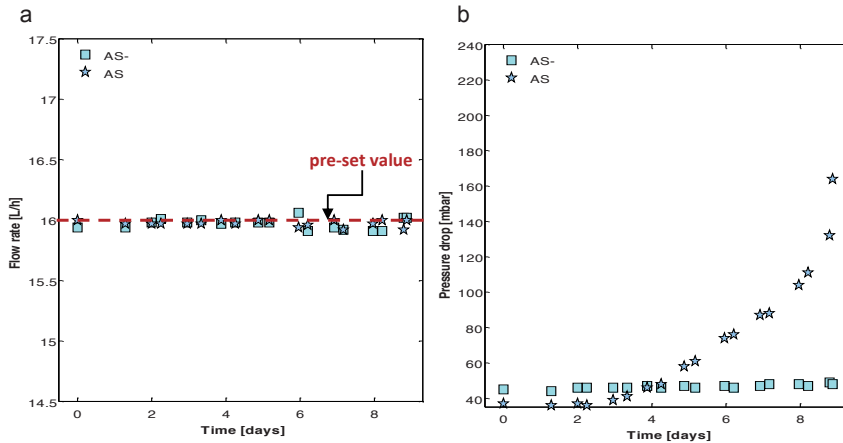 a
17.5
17
16.5
16
15.5
15
14.5
0
2
4
6
8
Flow rate [L/h]
Time [days]
AS-
AS
pre-set value
b
240
220
200
180
160
140
120
100
80
60
40
0
2
4
6
8
Pressure drop [mbar]
Time [days]
AS-
AS